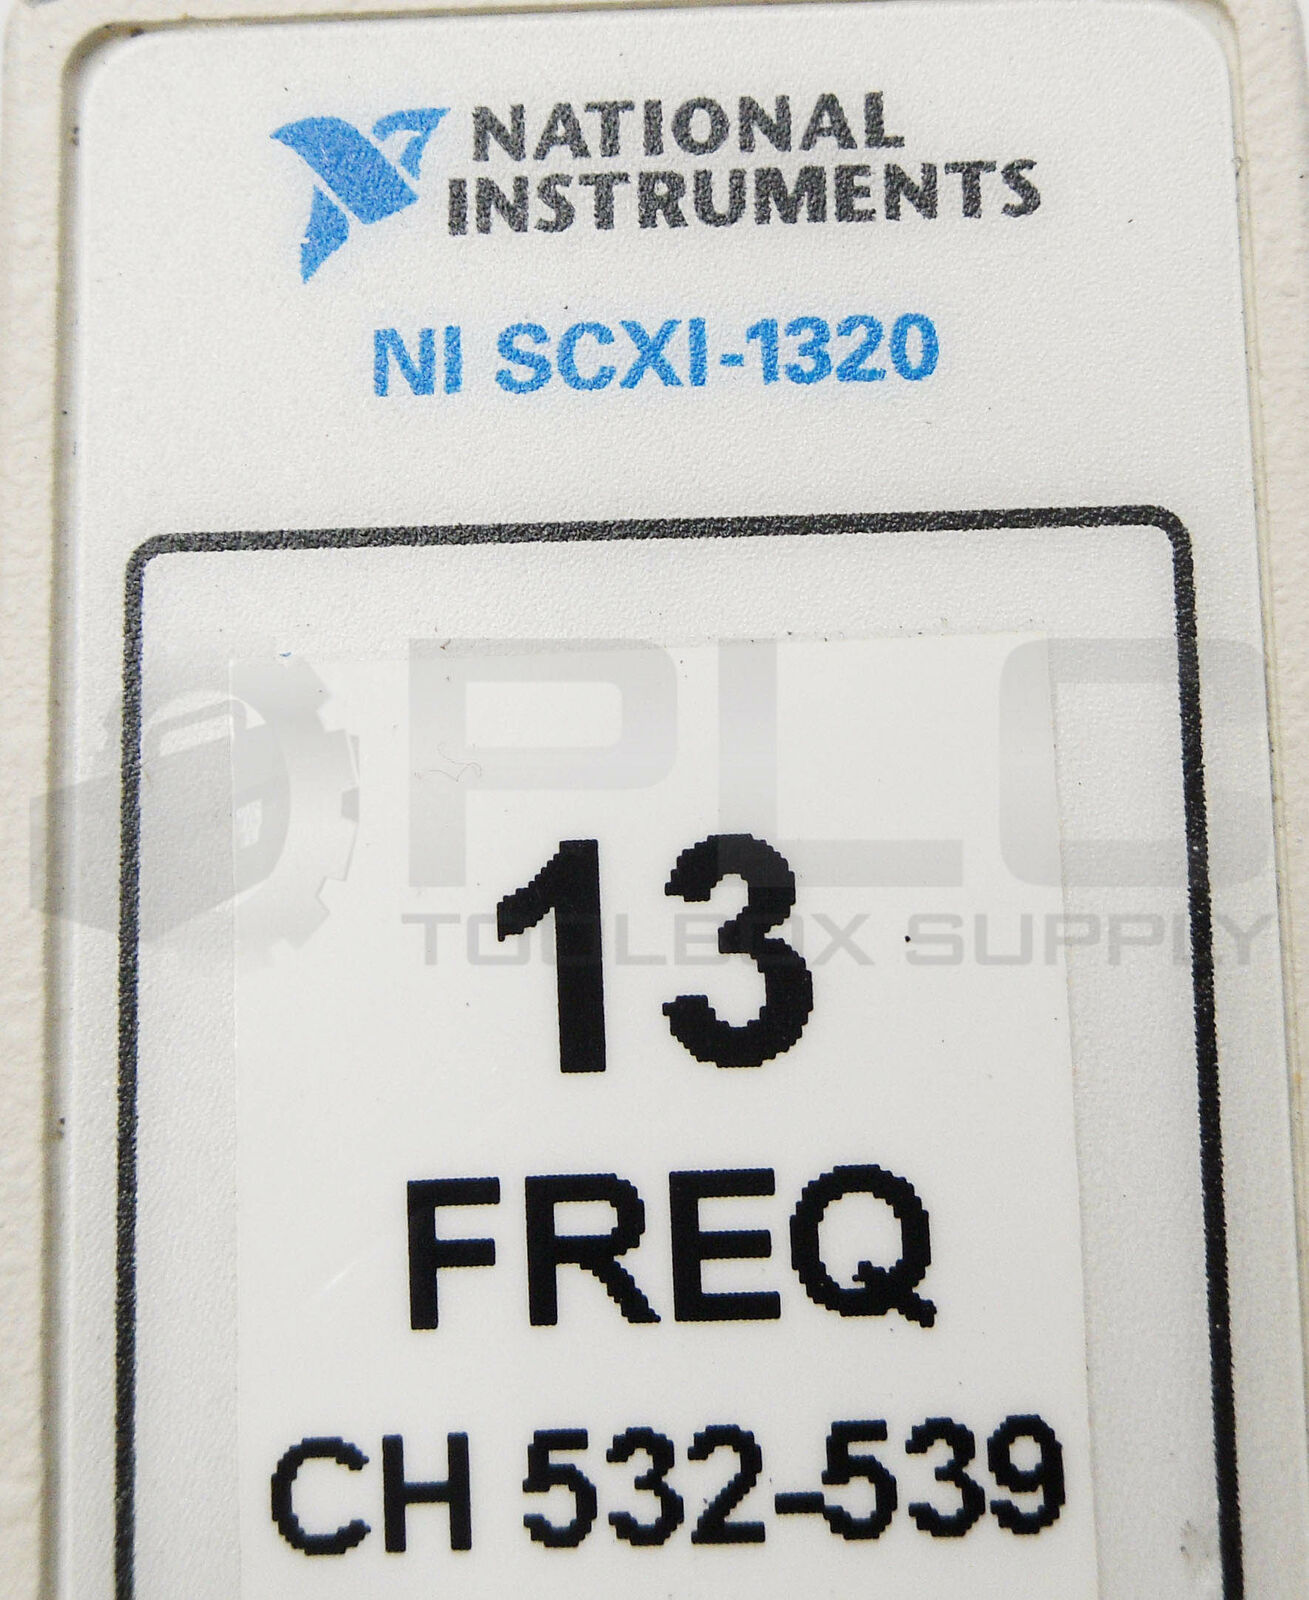 NATIONAL
INSTRUMENTS
NI SCXI-1320
PLC
TOOLBOX SUPPLY
13
FREQ
CH 532-539